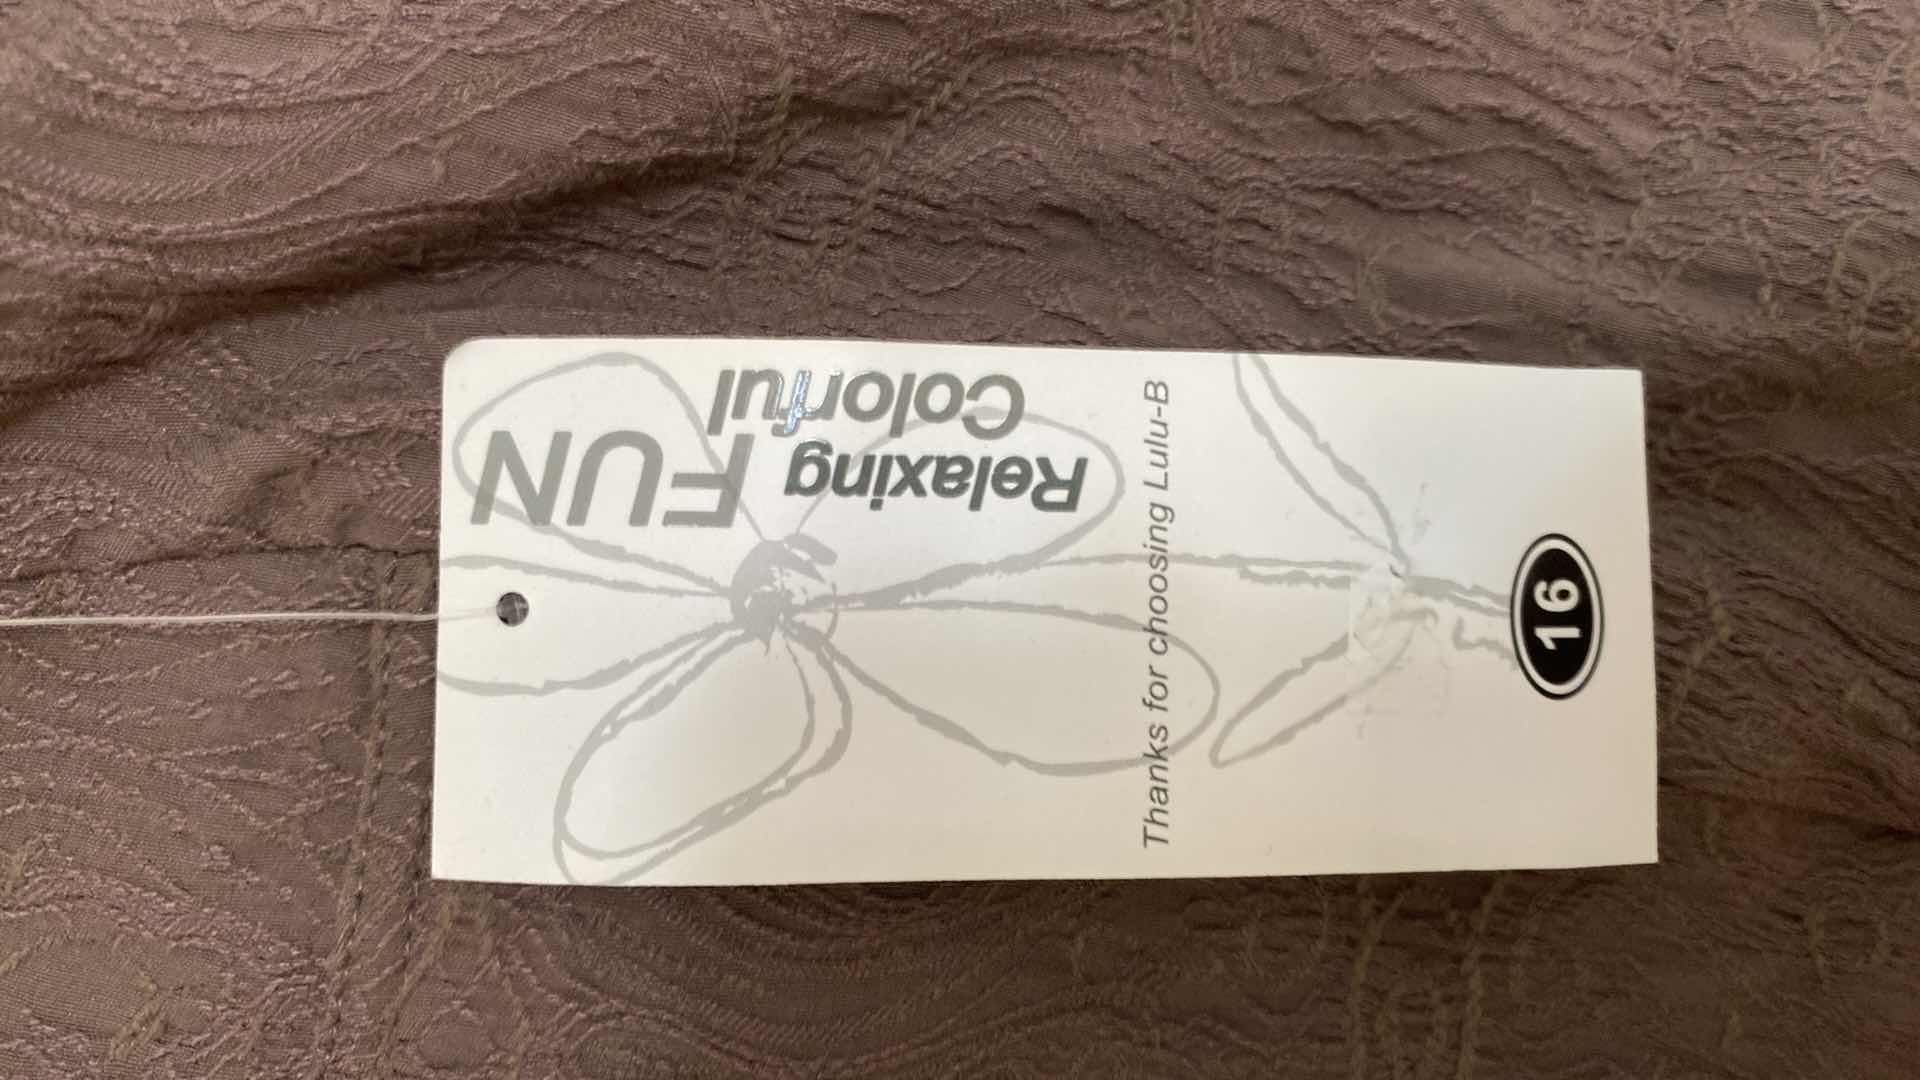 Relaxing
Colorful
FUN
Thanks for choosing Lulu-B
16